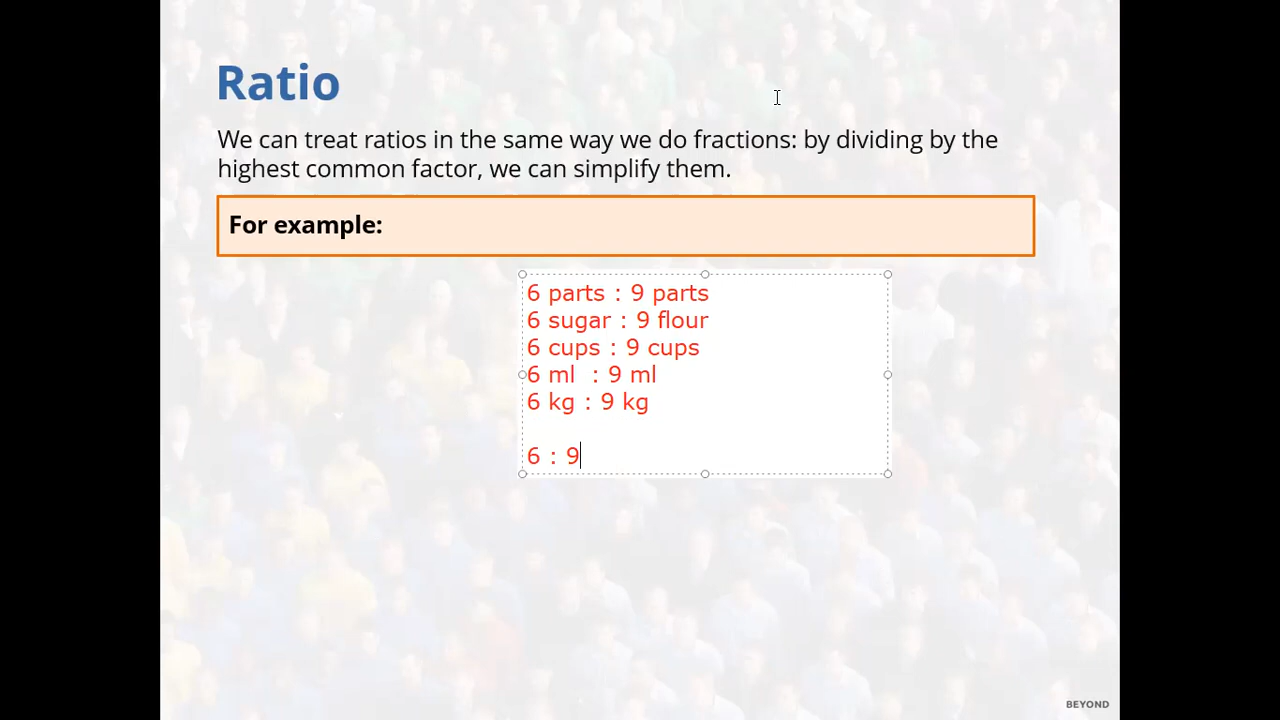 Ratio
We can treat ratios in the same way we do fractions: by dividing by the
highest common factor, we can simplify them.
For example:
6 parts : 9 parts
6 sugar : 9 flour
6 cups : 9 cups
6 ml  : 9 ml
6 kg : 9 kg
6 : 9
BEYOND